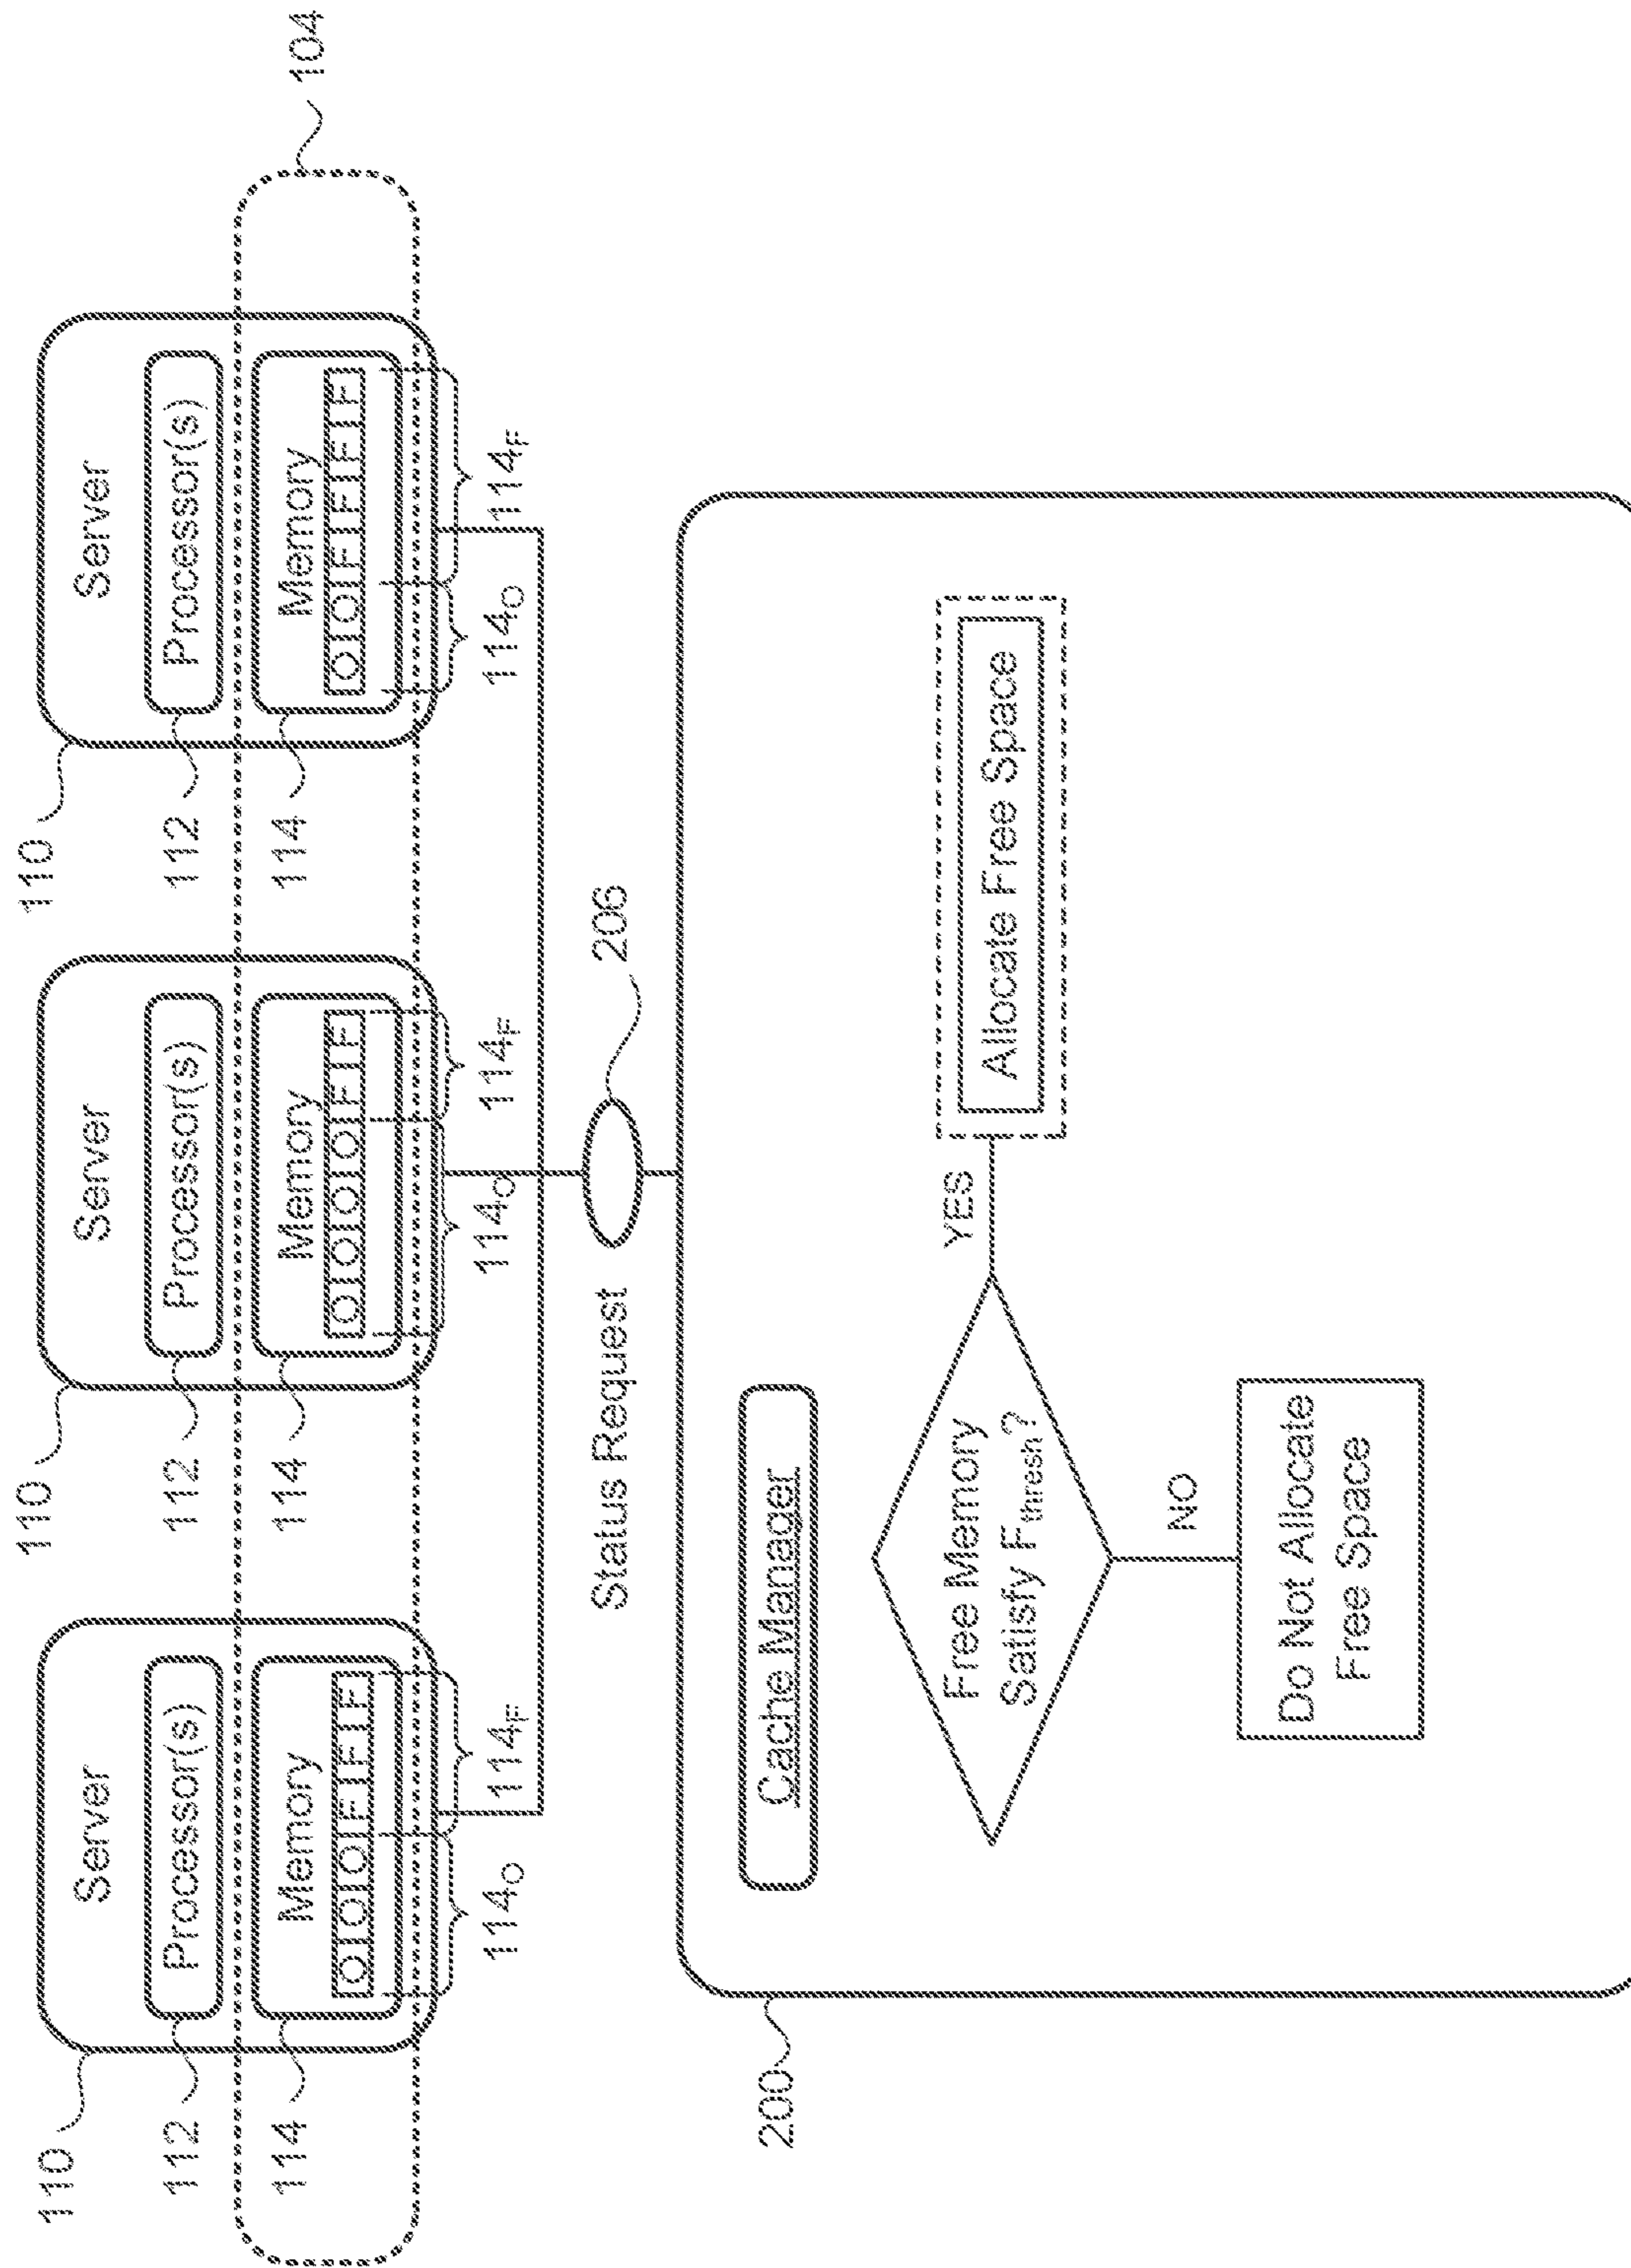 110
110
110
104
Server
Server
Server
112
Processor(s)
112
Processor(s)
112
Processor(s)
114
Memory
114
Memory
114
Memory
O|O|O|F|F|F
O|O|O|O|F|F
O|O|F|F|F|F
114O
114F
114O
114F
114O
114F
Status Request
206
200
Cache Manager
Free Memory
Satisfy Fthresh?
YES
Allocate Free Space
NO
Do Not Allocate
Free Space